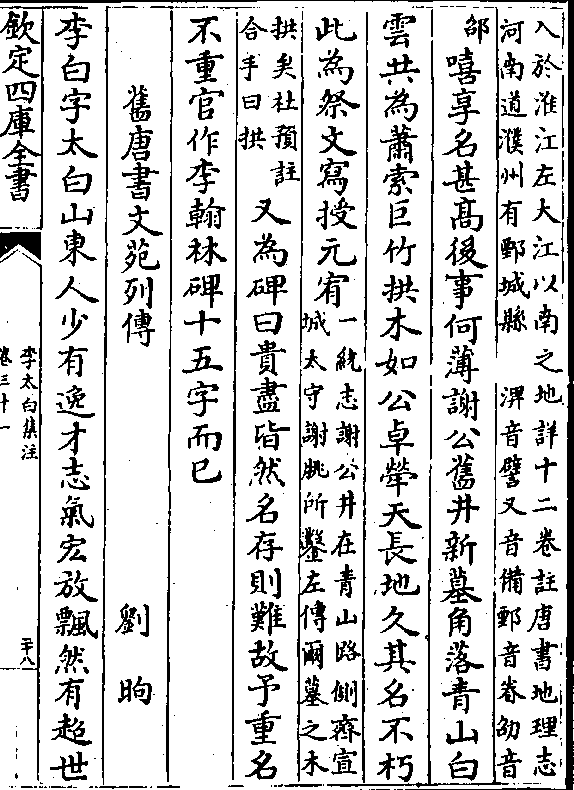 入於淮江左大江以南之地詳十二卷註唐書地理志
河南道濮州有鄄城縣 渒音譬又音備鄄音眷劭音
邵 嘻享名甚髙後事何薄謝公舊井新墓角落青山白
雲共為蕭索巨竹拱木如公卓犖天長地久其名不朽
此為祭文寫授元宥
一統志謝公井在青山路側齊宣
城太守謝朓所鑿左傳爾墓之木
拱矣杜預註
合手曰拱
又為碑曰貴盡皆然名存則難故予重名
不重官作李翰林碑十五字而已
舊唐書文苑列傳 劉昫
李白字太白山東人少有逸才志氣宏放飄然有超世
欽定四庫全書
李太白集注
卷三十一
二十八